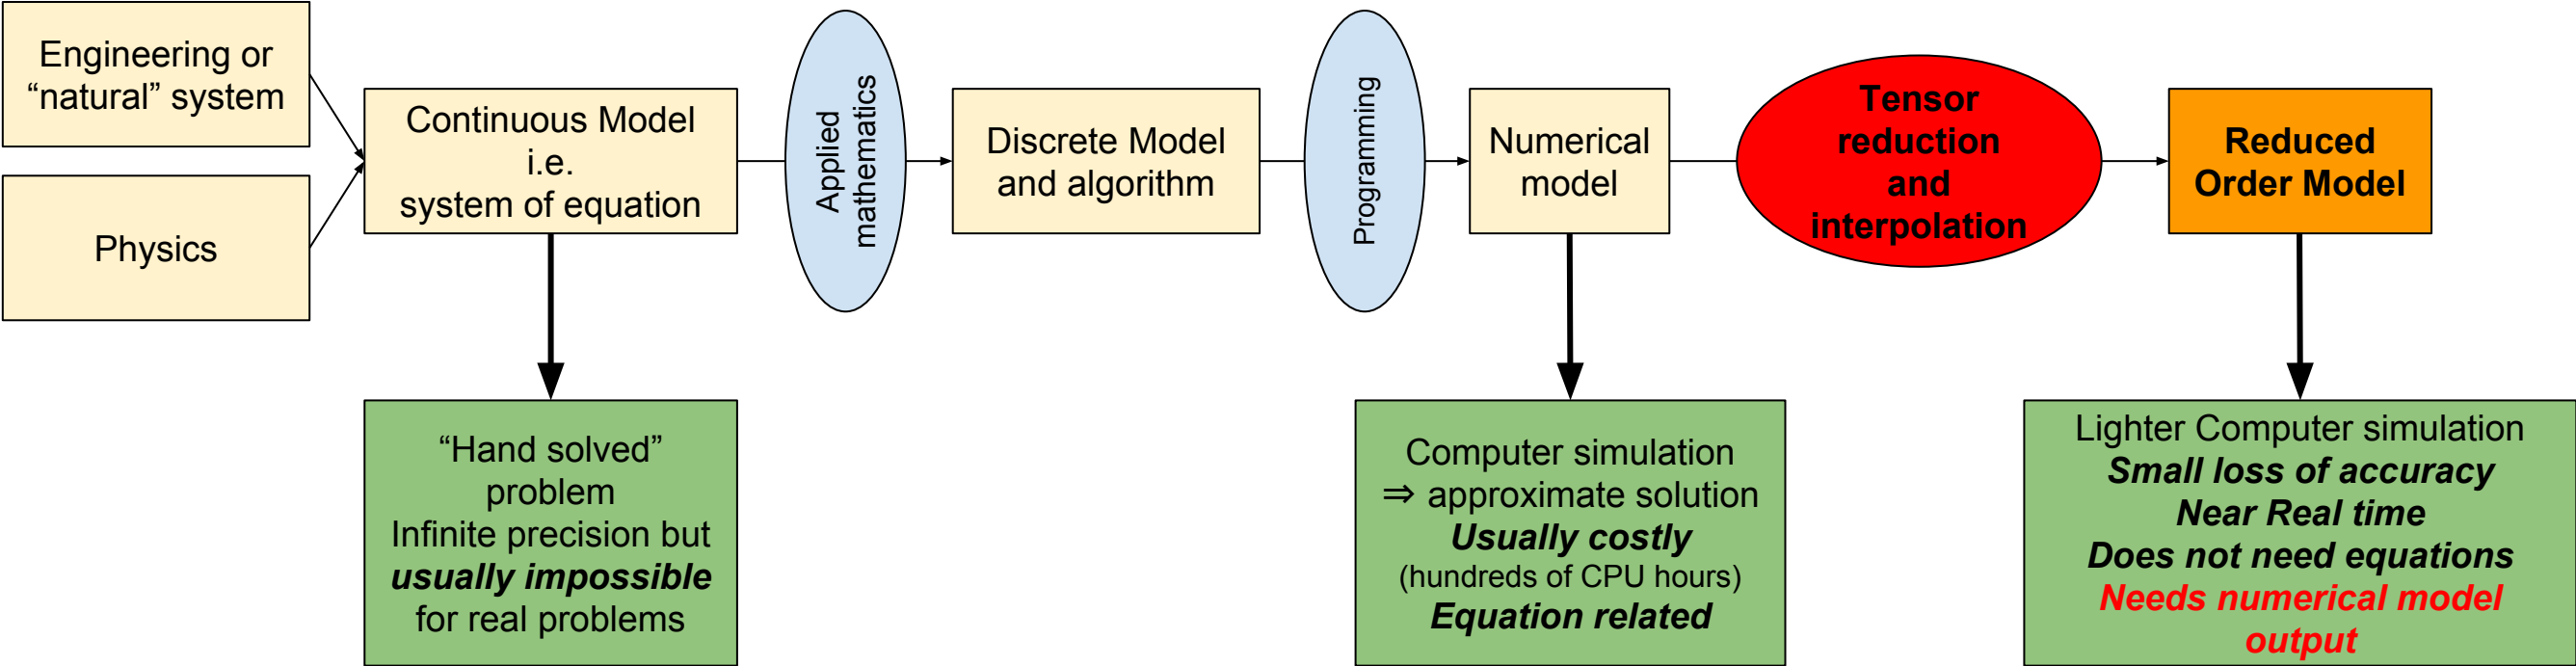 Engineering or
“natural” system
Physics
Continuous Model
i.e.
system of equation
Applied
mathematics
Discrete Model
and algorithm
Programming
Numerical
model
Tensor
reduction
and
interpolation
Reduced
Order Model
“Hand solved”
problem
Infinite precision but
usually impossible
for real problems
Computer simulation
⇒ approximate solution
Usually costly
(hundreds of CPU hours)
Equation related
Lighter Computer simulation
Small loss of accuracy
Near Real time
Does not need equations
Needs numerical model
output